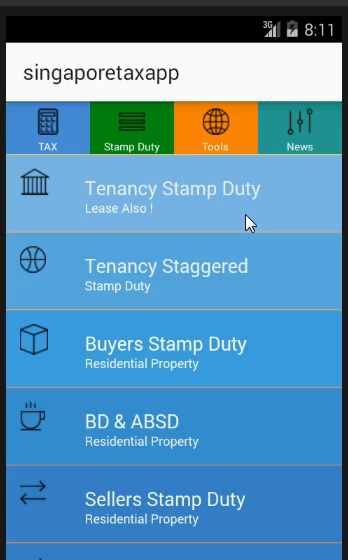 3G 8:11
singaporetaxapp
TAX Stamp Duty Tools News
Tenancy Stamp Duty
Lease Also !
Tenancy Staggered
Stamp Duty
Buyers Stamp Duty
Residential Property
BD & ABSD
Residential Property
Sellers Stamp Duty
Residential Property